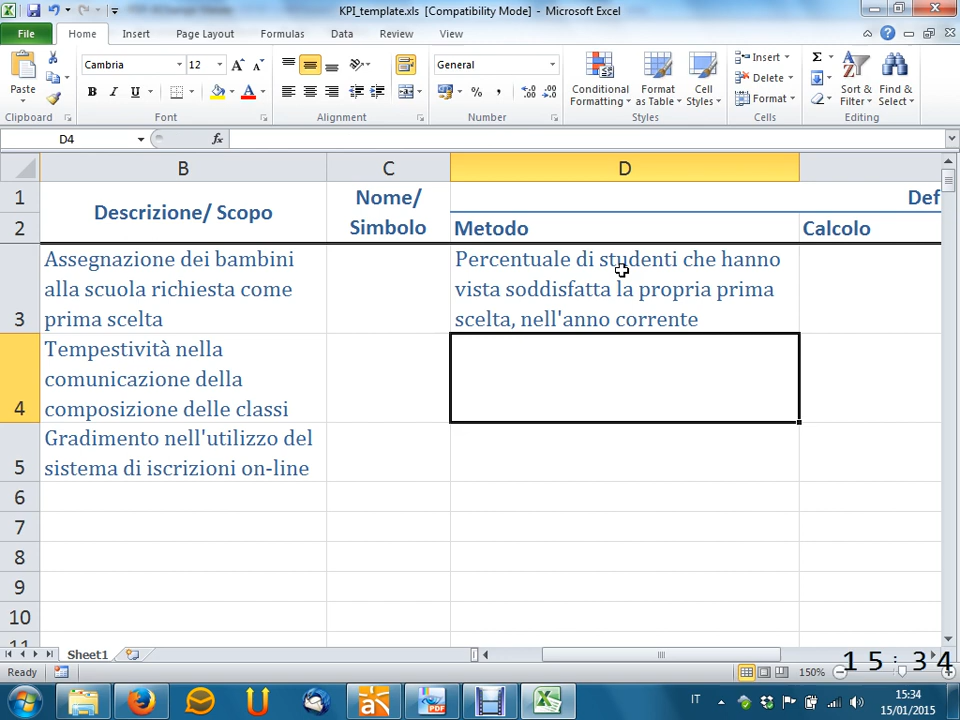 KPI_template.xls [Compatibility Mode] - Microsoft Excel
File Home Insert Page Layout Formulas Data Review View
Paste
Clipboard
Cambria 12
B I U
Font
Alignment
General
Number
Conditional Formatting
Format as Table
Cell Styles
Styles
Insert
Delete
Format
Cells
Sort & Filter
Find & Select
Editing
D4 fx
B C D
1 Descrizione/ Scopo Nome/ Def
2 Simbolo Metodo Calcolo
Assegnazione dei bambini Percentuale di studenti che hanno
alla scuola richiesta come vista soddisfatta la propria prima
3 prima scelta scelta, nell'anno corrente
Tempestività nella
comunicazione della
4 composizione delle classi
Gradimento nell'utilizzo del
5 sistema di iscrizioni on-line
6
7
8
9
10
11
Sheet1
Ready 150%
15:34
IT 15:34
15/01/2015